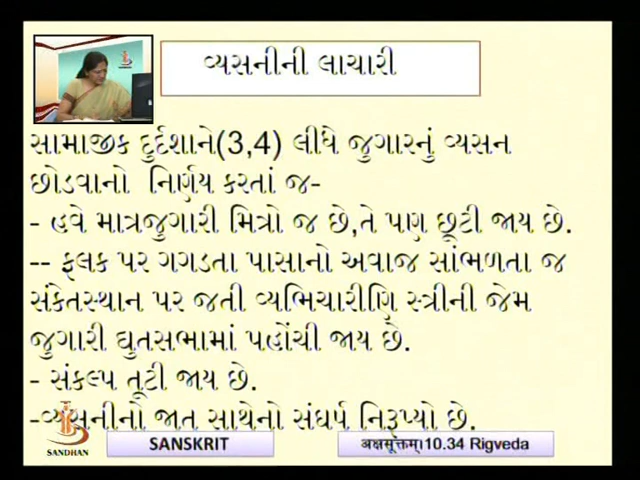 વ્યસનીની લાચારી
સામાજીક દુર્દશાને(3,4) લીધે જુગારનું વ્યસન
છોડવાનો નિર્ણય કરતાં જ-
- હવે માત્રજુગારી મિત્રો જ છે,તે પણ છૂટી જાય છે.
-- ફલક પર ગગડતા પાસાનો અવાજ સાંભળતા જ
સંકેતસ્થાન પર જતી વ્યભિચારીણિ સ્ત્રીની જેમ
જુગારી દ્યુતસભામાં પહોંચી જાય છે.
- સંકલ્પ તૂટી જાય છે.
-વ્યસનીનો જાત સાથેનો સંઘર્ષ નિરૂપ્યો છે.
SANDHAN
SANSKRIT
अक्षसूक्तम्।10.34 Rigveda